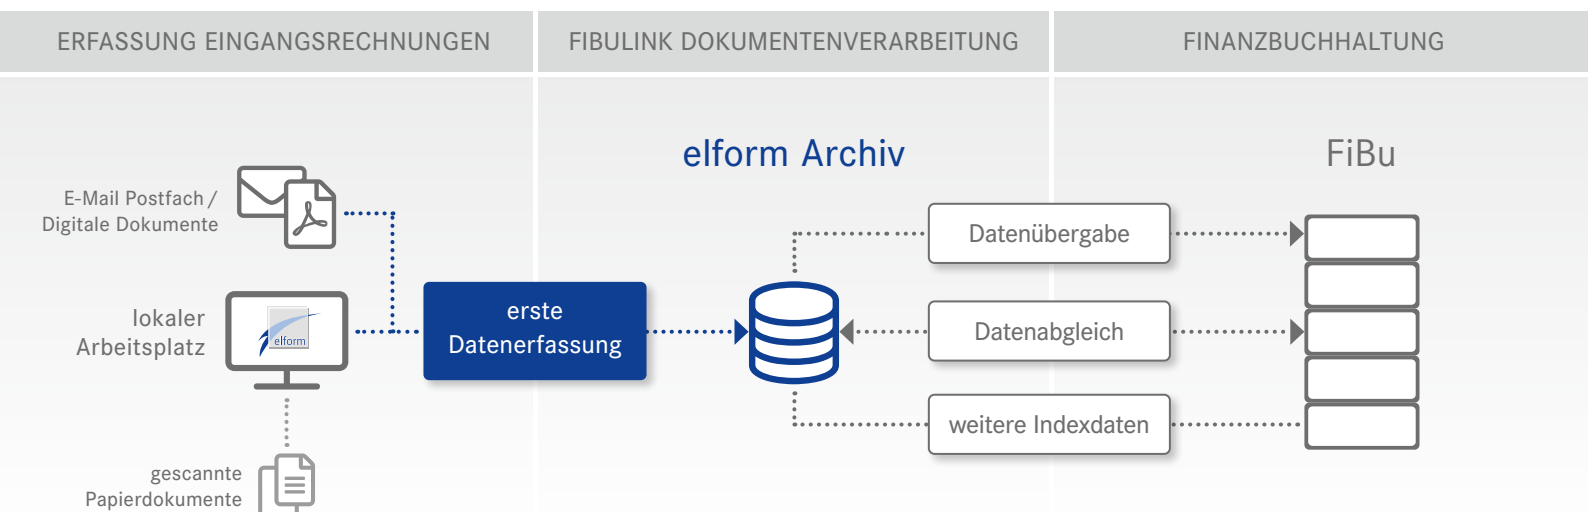 ERFASSUNG EINGANGSRECHNUNGEN
FIBULINK DOKUMENTENVERARBEITUNG
FINANZBUCHHALTUNG
elform Archiv
FiBu
E-Mail Postfach /
Digitale Dokumente
Datenübergabe
lokaler
Arbeitsplatz
elform
erste
Datenerfassung
Datenabgleich
weitere Indexdaten
gescannte
Papierdokumente